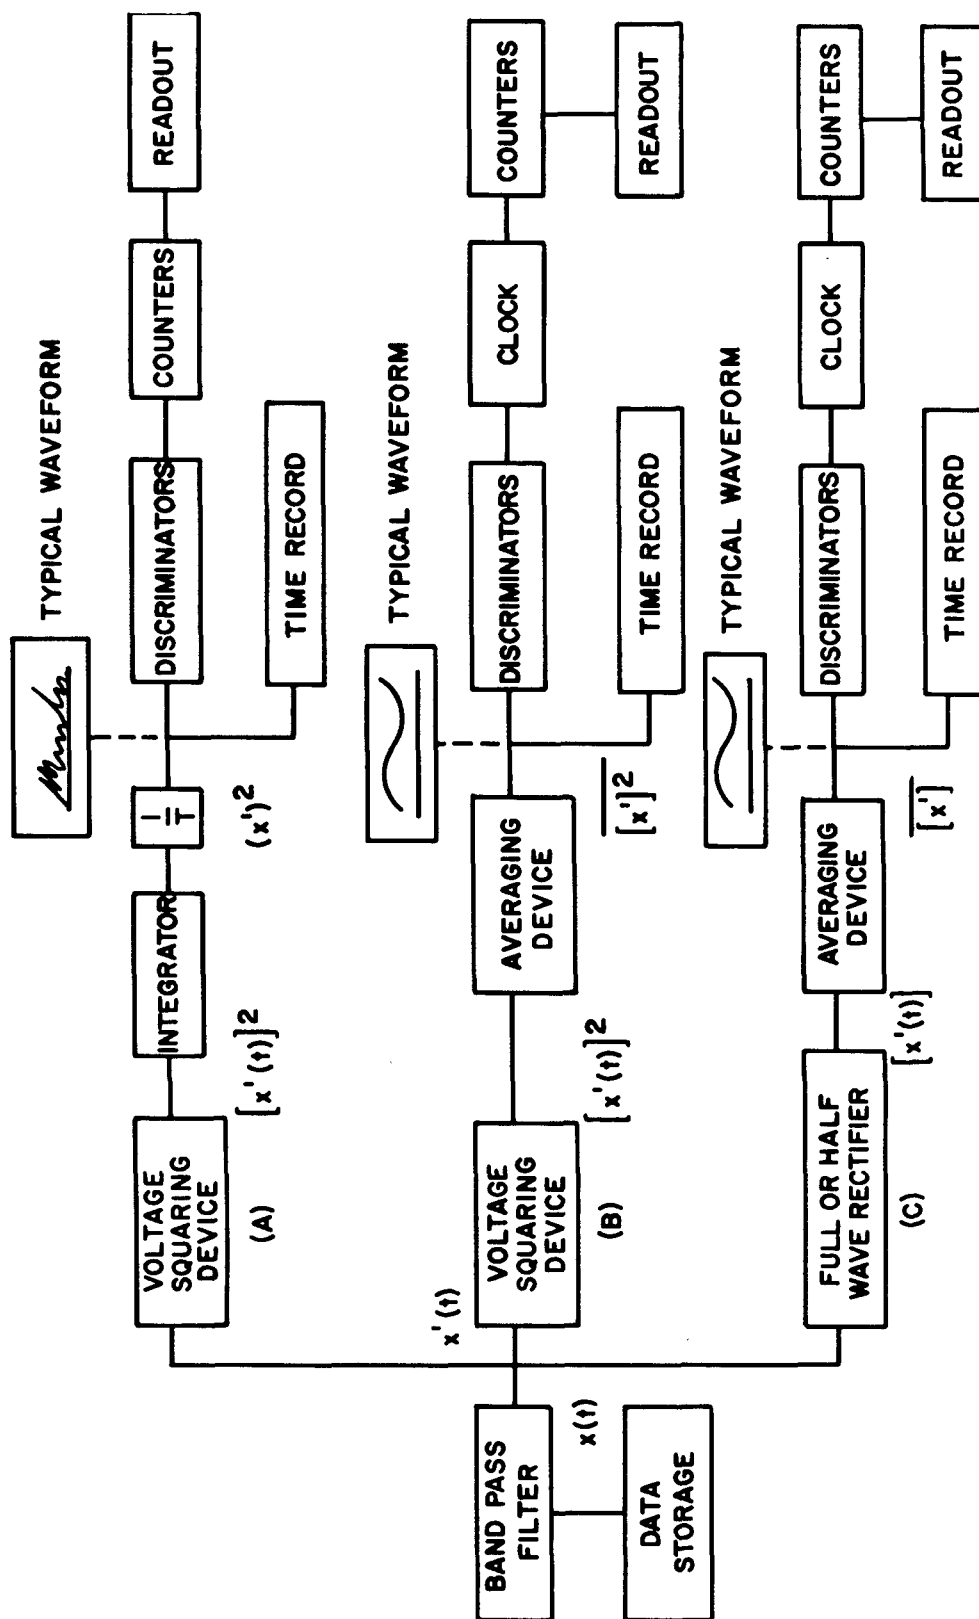 BAND PASS
FILTER
x(t)
DATA
STORAGE
x'(t)
VOLTAGE
SQUARING
DEVICE
(A)
[x'(t)]2
INTEGRATOR
1
T
(x')2
TYPICAL WAVEFORM
DISCRIMINATORS
TIME RECORD
COUNTERS
READOUT
VOLTAGE
SQUARING
DEVICE
(B)
[x'(t)]2
AVERAGING
DEVICE
[x']2
TYPICAL WAVEFORM
DISCRIMINATORS
TIME RECORD
CLOCK
COUNTERS
READOUT
FULL OR HALF
WAVE RECTIFIER
(C)
[x'(t)]
AVERAGING
DEVICE
[x']
TYPICAL WAVEFORM
DISCRIMINATORS
TIME RECORD
CLOCK
COUNTERS
READOUT